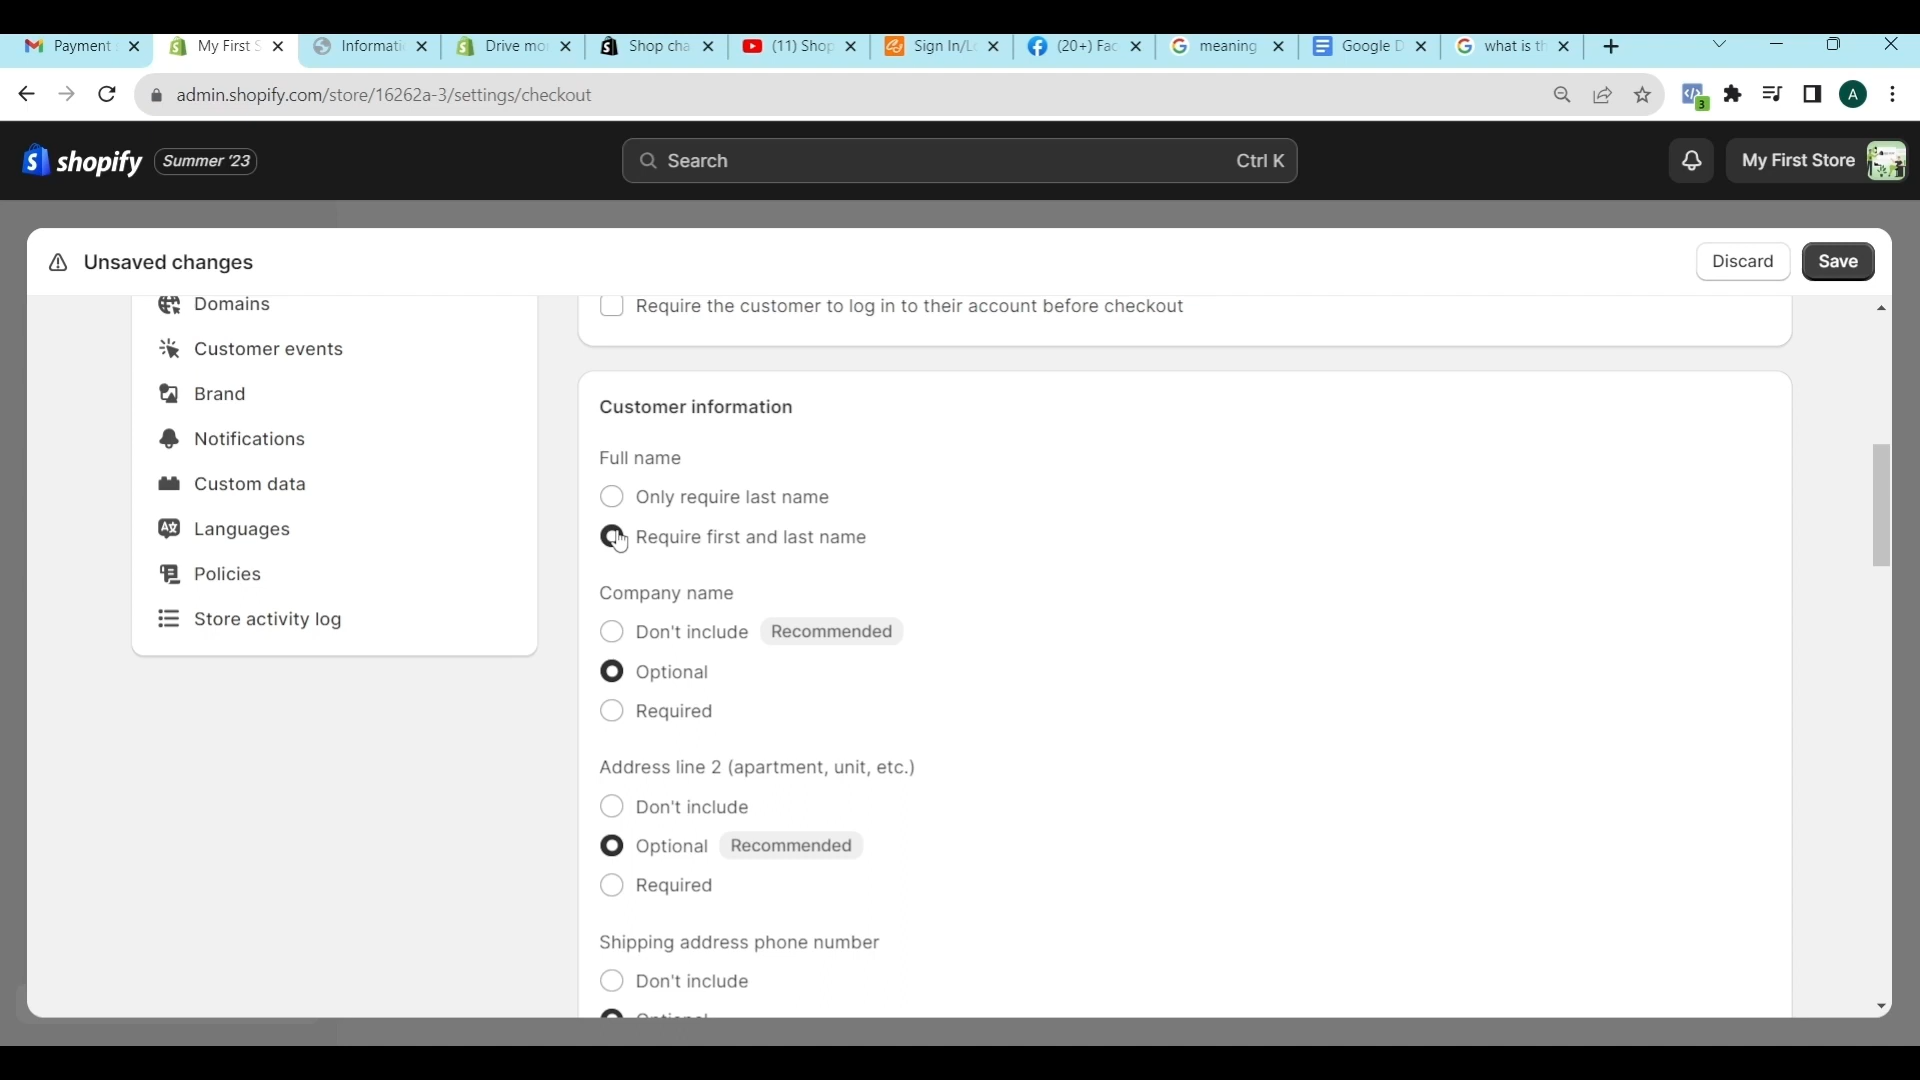 Payment
My First S
Informati
Drive mo
Shop cha
(11) Shop
Sign In/L
(20+) Fac
meaning
Google D
what is th
admin.shopify.com/store/16262a-3/settings/checkout
3
A
shopify
Summer '23
Search
Ctrl K
My First Store
Unsaved changes
Discard
Save
Domains
Customer events
Brand
Notifications
Custom data
Languages
Policies
Store activity log
Require the customer to log in to their account before checkout
Customer information
Full name
Only require last name
Require first and last name
Company name
Don't include Recommended
Optional
Required
Address line 2 (apartment, unit, etc.)
Don't include
Optional Recommended
Required
Shipping address phone number
Don't include
Optional